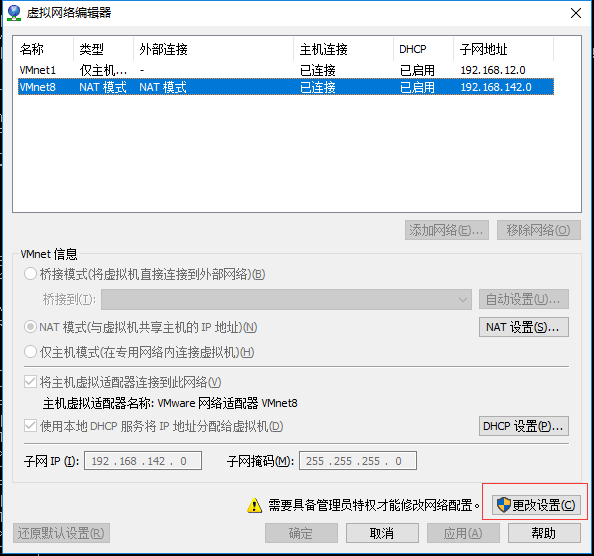 虚拟网络编辑器
名称 类型 外部连接 主机连接 DHCP 子网地址
VMnet1 仅主机... - 已连接 已启用 192.168.12.0
VMnet8 NAT 模式 NAT 模式 已连接 已启用 192.168.142.0
添加网络(E)... 移除网络(O)
VMnet 信息
桥接模式(将虚拟机直接连接到外部网络)(B)
桥接到(T): 自动设置(U)...
NAT 模式(与虚拟机共享主机的 IP 地址)(N) NAT 设置(S)...
仅主机模式(在专用网络内连接虚拟机)(H)
将主机虚拟适配器连接到此网络(V)
主机虚拟适配器名称: VMware 网络适配器 VMnet8
使用本地 DHCP 服务将 IP 地址分配给虚拟机(D) DHCP 设置(P)...
子网 IP (I): 192 . 168 . 142 . 0 子网掩码(M): 255 . 255 . 255 . 0
需要具备管理员特权才能修改网络配置。 更改设置(C)
还原默认设置(R) 确定 取消 应用(A) 帮助